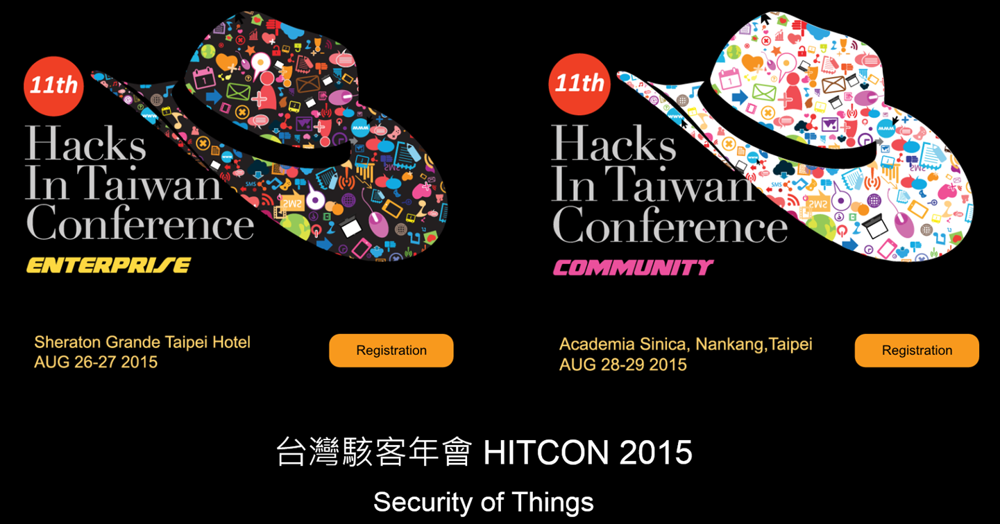 11th
Hacks
In Taiwan
Conference
ENTERPRISE
Sheraton Grande Taipei Hotel
AUG 26-27 2015
Registration
11th
Hacks
In Taiwan
Conference
COMMUNITY
Academia Sinica, Nankang,Taipei
AUG 28-29 2015
Registration
台灣駭客年會 HITCON 2015
Security of Things